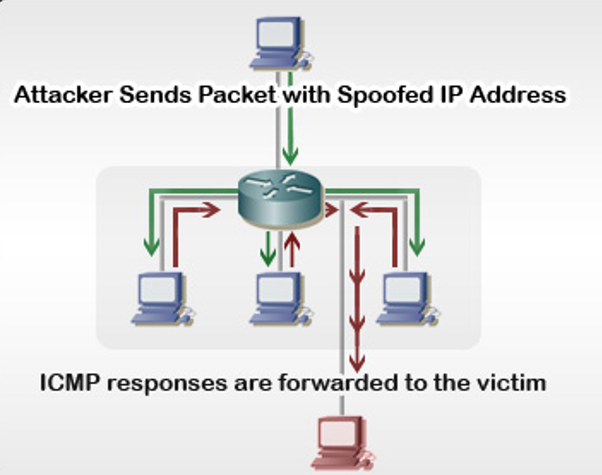 Attacker Sends Packet with Spoofed IP Address
ICMP responses are forwarded to the victim